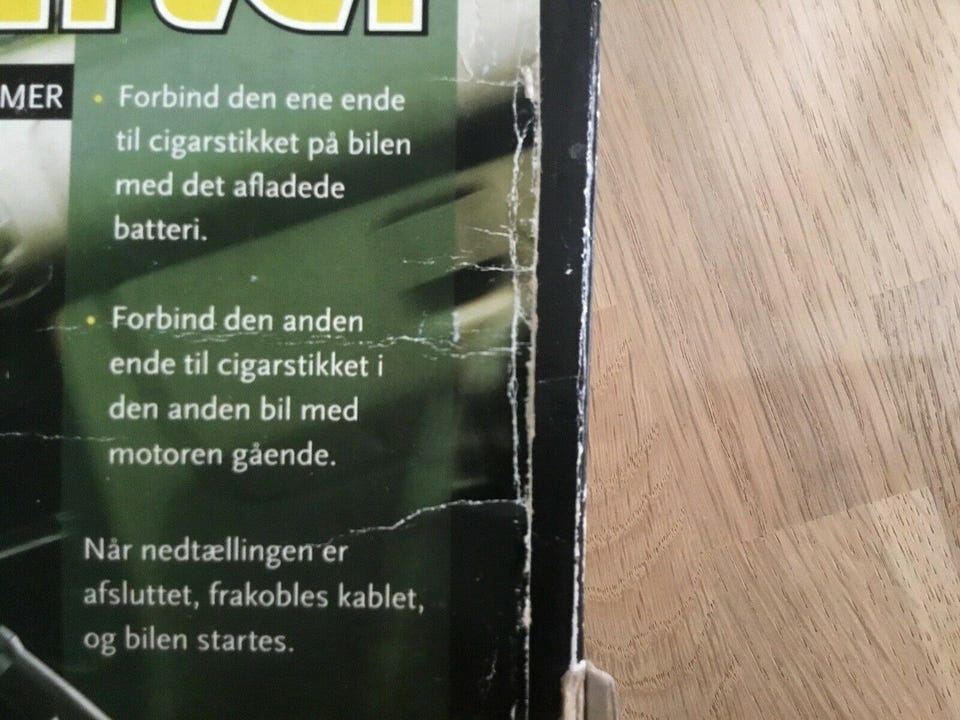 MER
• Forbind den ene ende
til cigarstikket på bilen
med det afladede
batteri.
• Forbind den anden
ende til cigarstikket i
den anden bil med
motoren gående.
Når nedtællingen er
afsluttet, frakobles kablet,
og bilen startes.